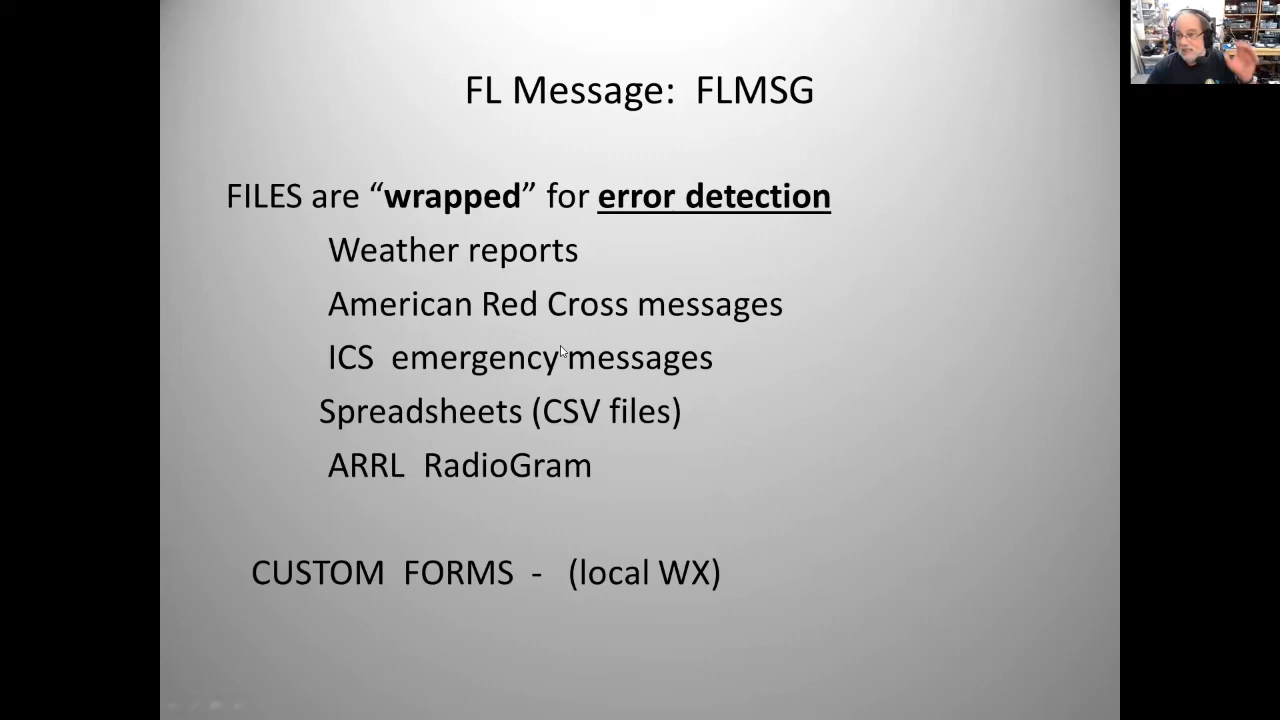 FL Message: FLMSG
FILES are “wrapped” for error detection
Weather reports
American Red Cross messages
ICS emergency messages
Spreadsheets (CSV files)
ARRL RadioGram
CUSTOM FORMS - (local WX)